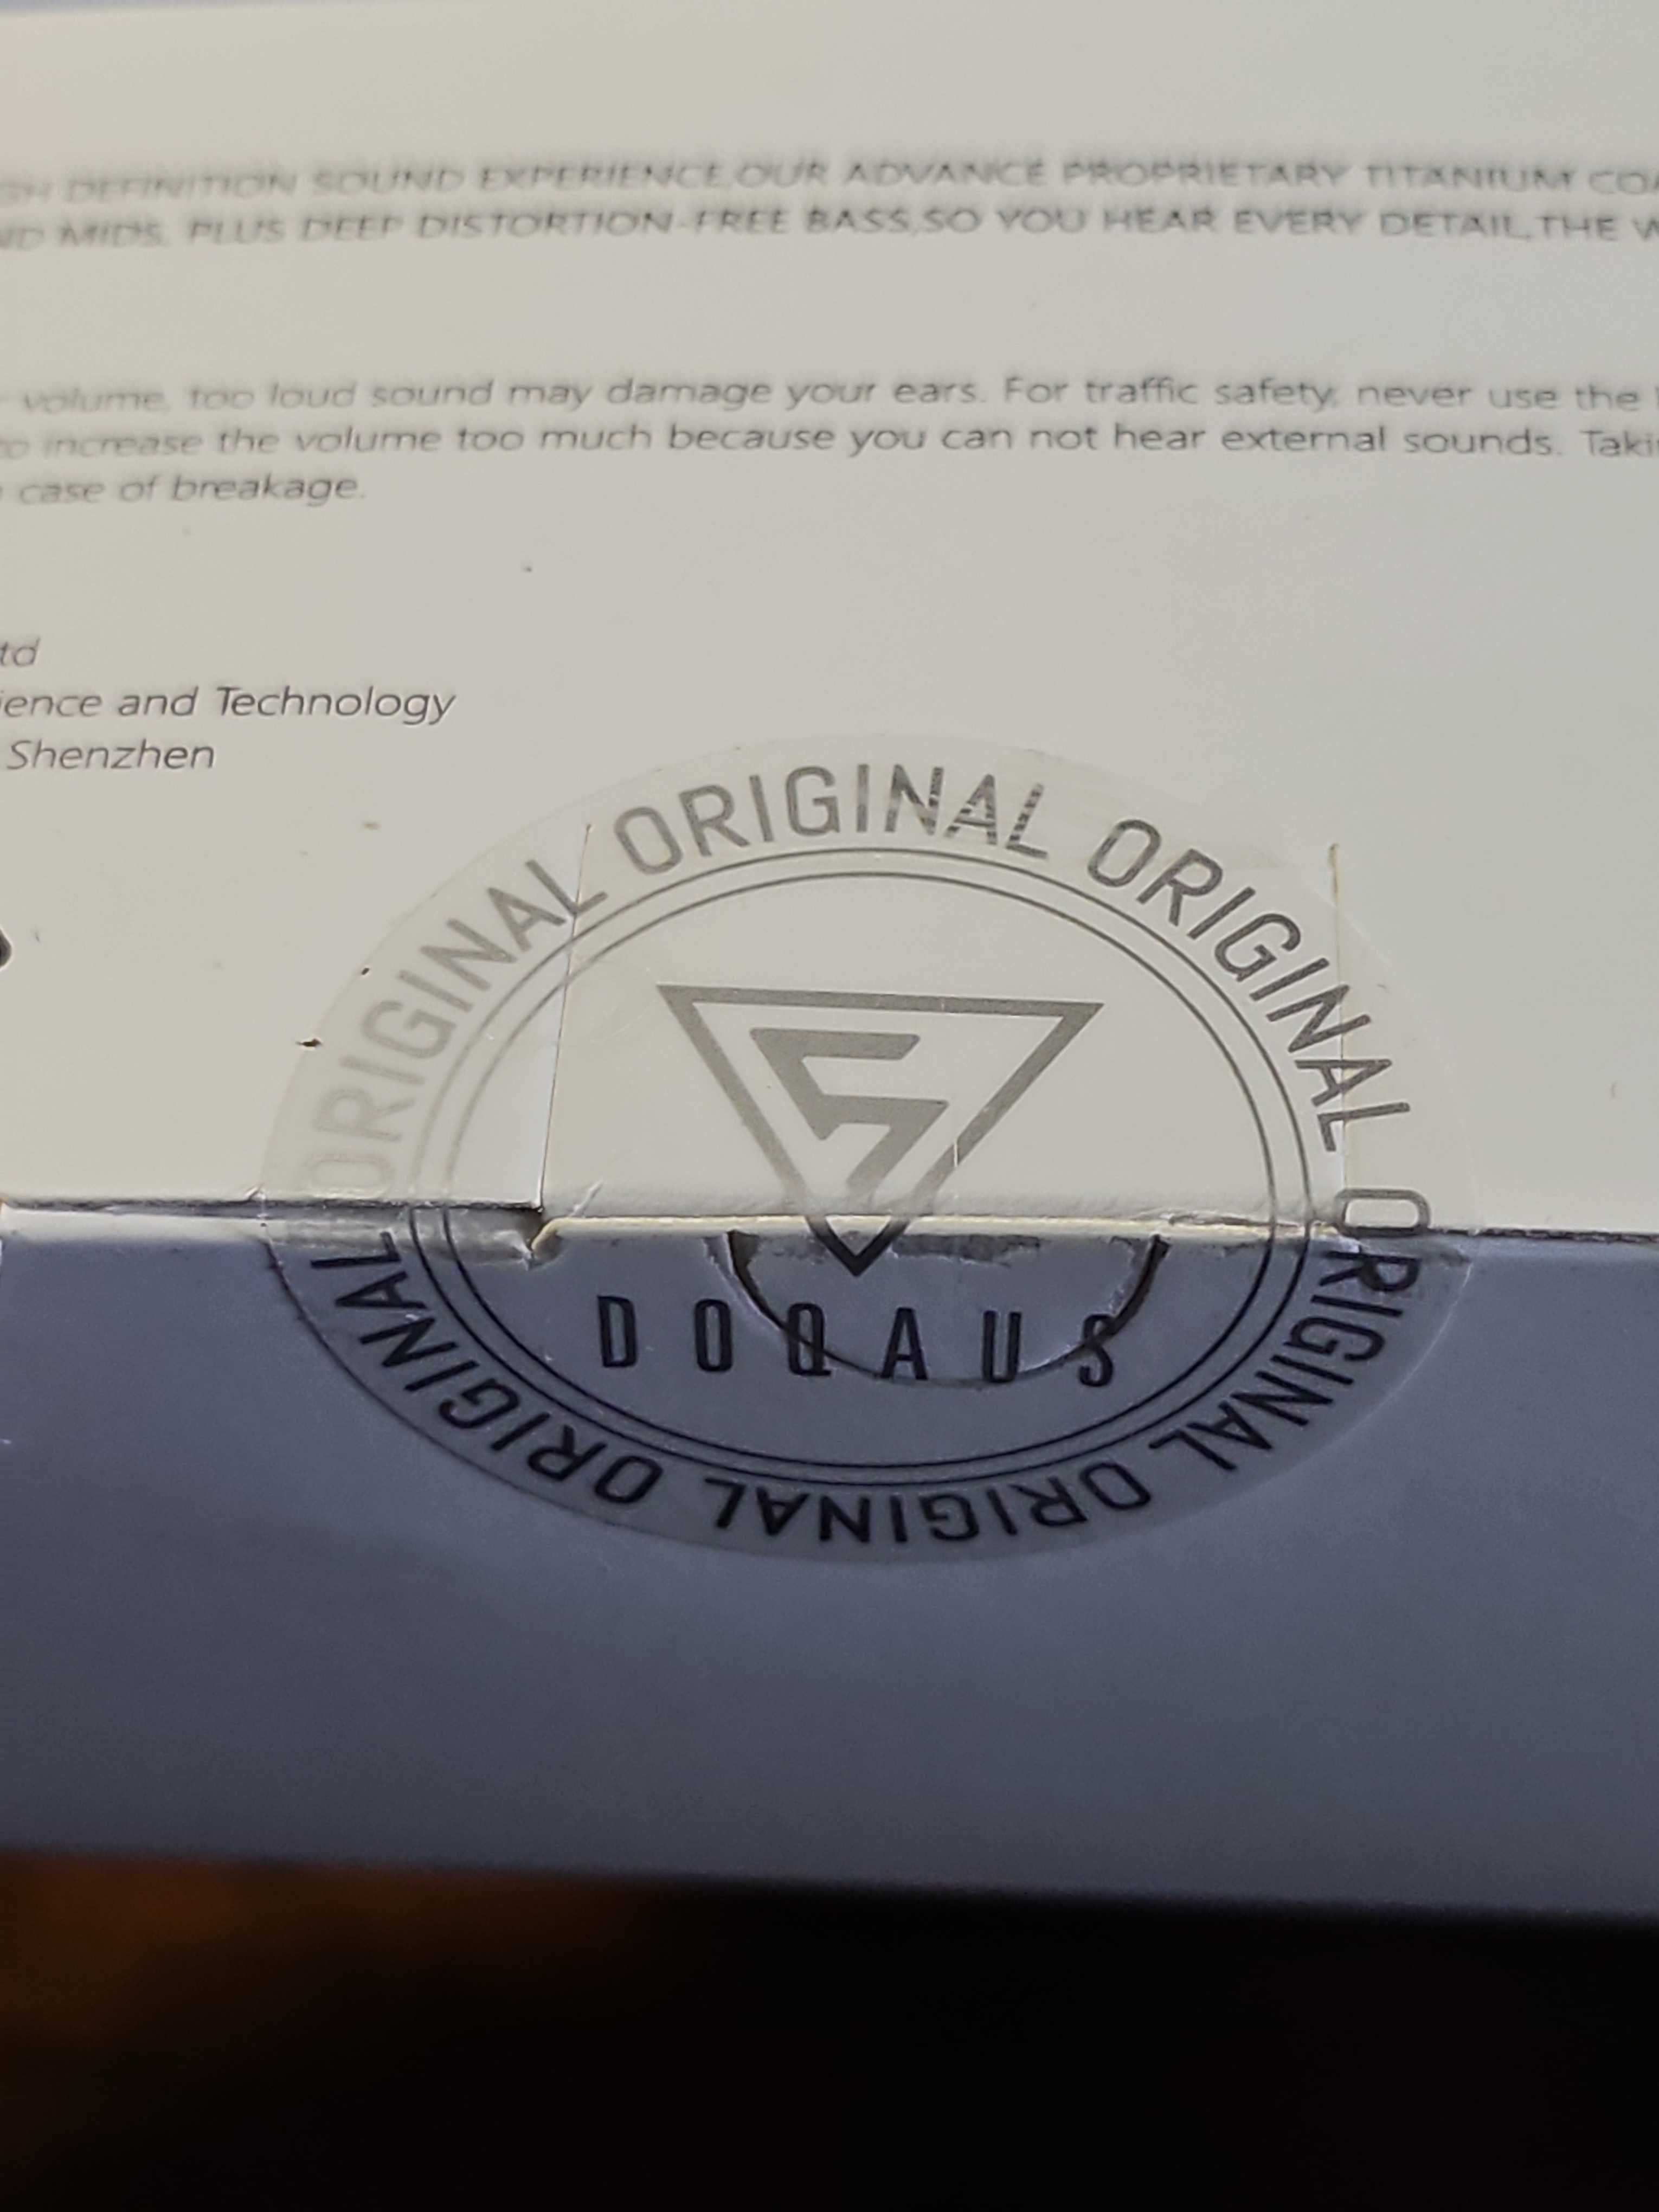 DEFINITION SOUND EXPERIENCE,OUR ADVANCE PROPRIETARY TITANIUM
MIDS, PLUS DEEP DISTORTION-FREE BASS,SO YOU HEAR EVERY DETAIL,THE
volume, too loud sound may damage your ears. For traffic safety, never use the
to increase the volume too much because you can not hear external sounds.
case of breakage.
and Technology
Shenzhen
ORIGINAL ORIGINAL ORIGINAL ORIGINAL ORIGINAL ORIGINAL ORIGINAL
DOQAUS